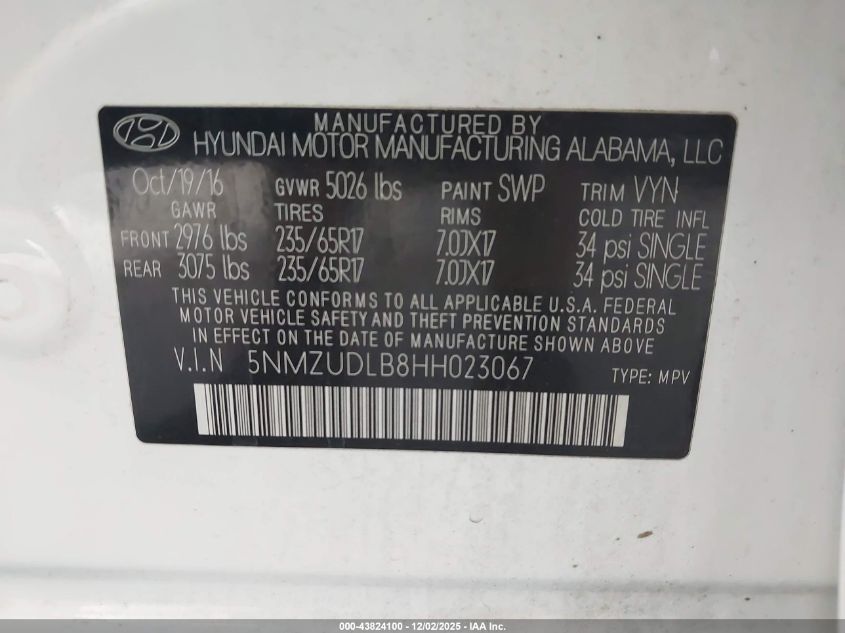 MANUFACTURED BY
HYUNDAI MOTOR MANUFACTURING ALABAMA, LLC
Oct/19/16 GVWR 5026 lbs PAINT SWP TRIM VYN
GAWR TIRES RIMS COLD TIRE INFL
FRONT 2976 lbs 235/65R17 7.0JX17 34 psi SINGLE
REAR 3075 lbs 235/65R17 7.0JX17 34 psi SINGLE
THIS VEHICLE CONFORMS TO ALL APPLICABLE U.S.A. FEDERAL
MOTOR VEHICLE SAFETY AND THEFT PREVENTION STANDARDS
IN EFFECT ON THE DATE OF MANUFACTURE SHOWN ABOVE.
V.I.N 5NMZUDLB8HH023067 TYPE: MPV
000-43824100 - 12/02/2025 - IAA Inc.